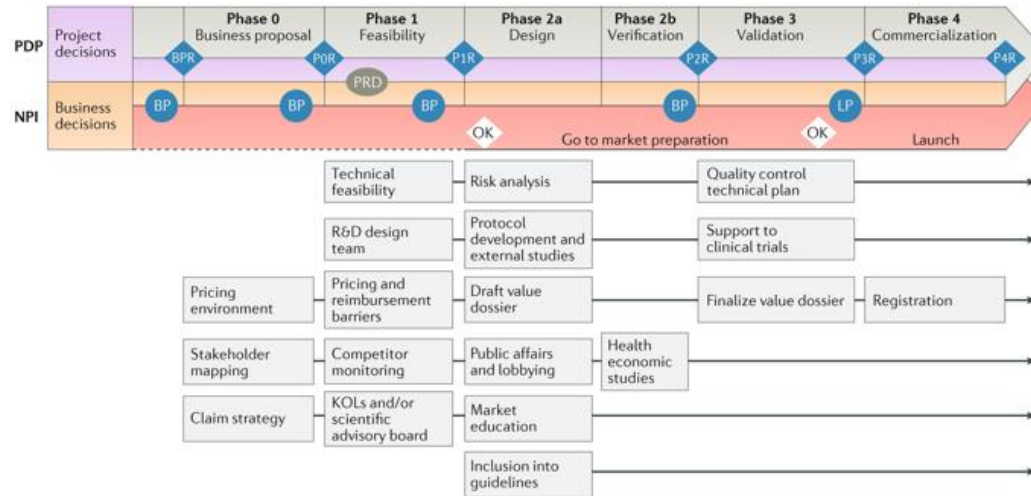 Phase 0
Business proposal
Phase 1
Feasibility
Phase 2a
Design
Phase 2b
Verification
Phase 3
Validation
Phase 4
Commercialization
PDP
Project
decisions
BPR
P0R
P1R
P2R
P3R
P4R
PRD
NPI
Business
decisions
BP
BP
BP
BP
LP
OK
Go to market preparation
OK
Launch
Technical
feasibility
Risk analysis
Quality control
technical plan
R&D design
team
Protocol
development and
external studies
Support to
clinical trials
Pricing
environment
Pricing and
reimbursement
barriers
Draft value
dossier
Finalize value dossier
Registration
Stakeholder
mapping
Competitor
monitoring
Public affairs
and lobbying
Health
economic
studies
Claim strategy
KOLs and/or
scientific
advisory board
Market
education
Inclusion into
guidelines